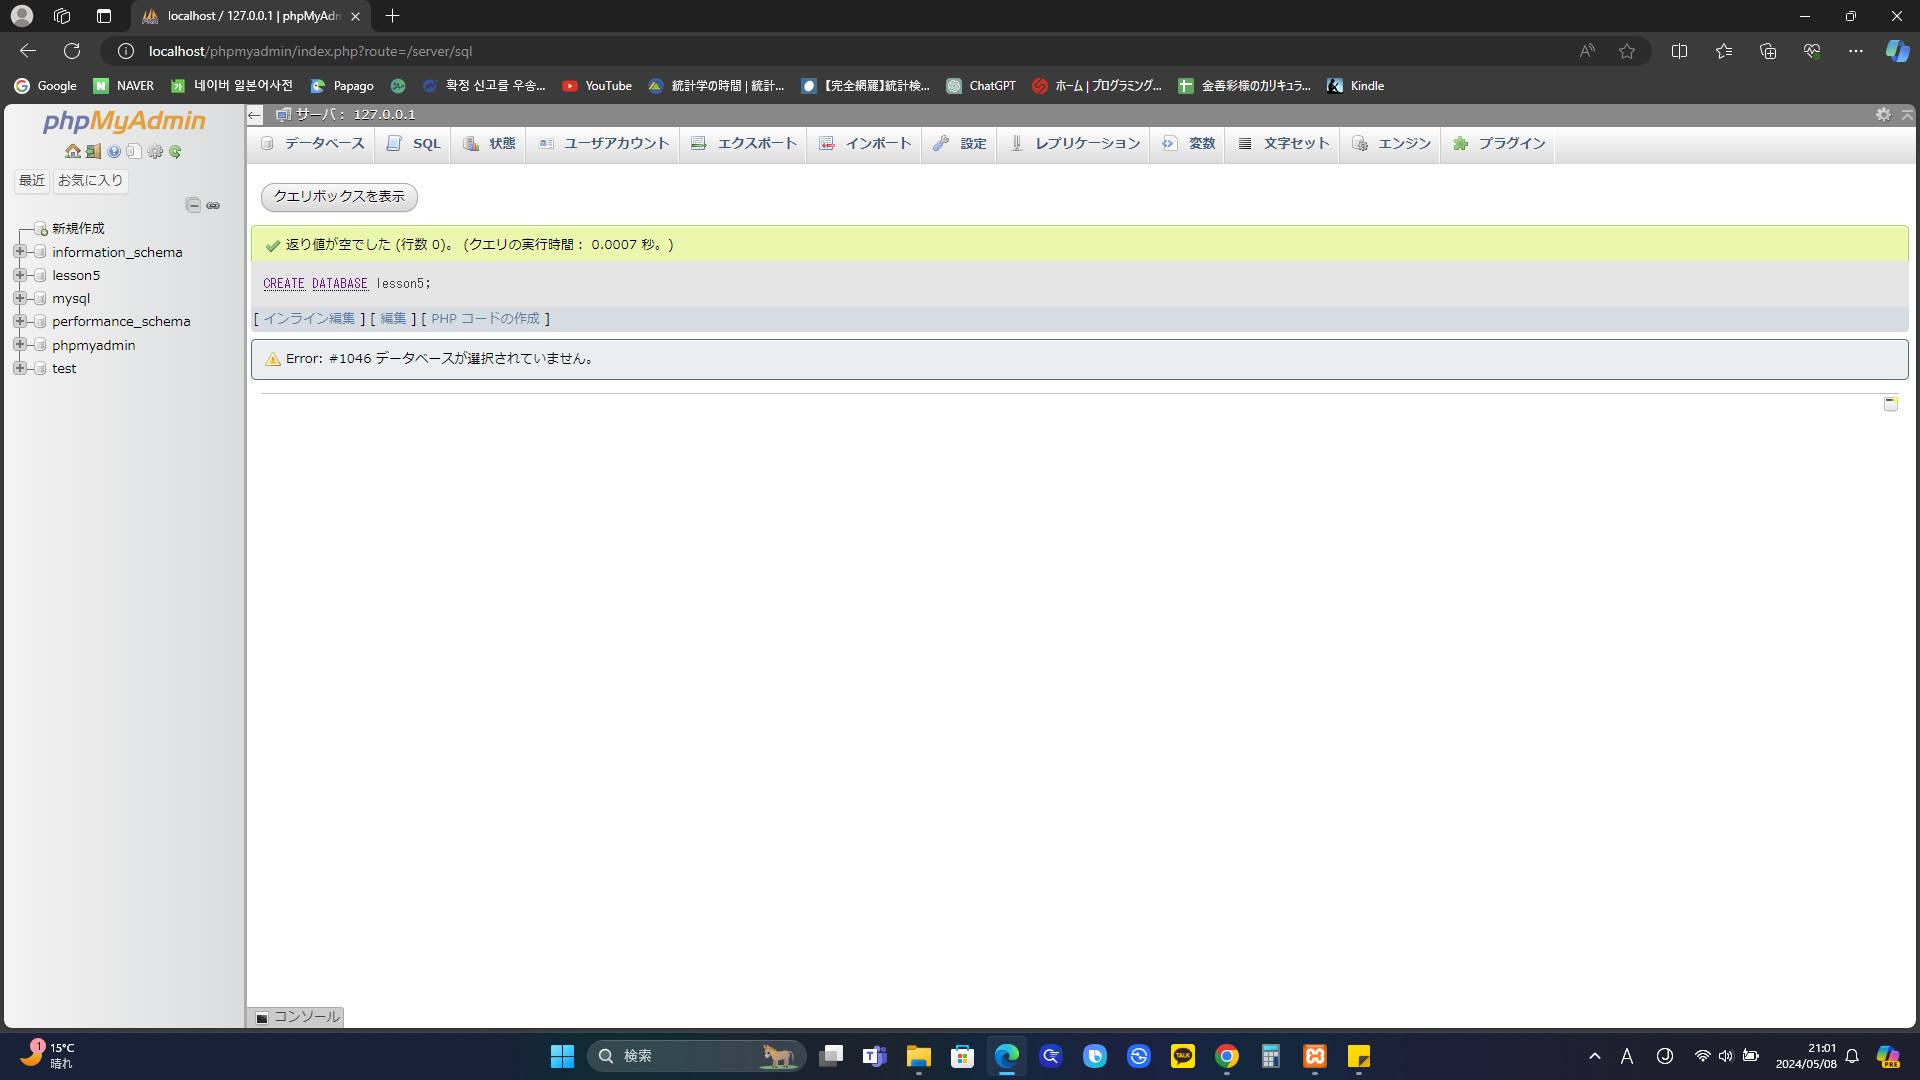 localhost / 127.0.0.1 | phpMyAdm
localhost/phpmyadmin/index.php?route=/server/sql
Google NAVER 네이버 일본어사전 Papago 확정 신고를 우송... YouTube 統計学の時間 | 統計... 【完全網羅】統計検... ChatGPT ホーム | プログラミング... 金善彩様のカリキュラ... Kindle
phpMyAdmin
最近 お気に入り
新規作成
information_schema
lesson5
mysql
performance_schema
phpmyadmin
test
サーバ: 127.0.0.1
データベース SQL 状態 ユーザアカウント エクスポート インポート 設定 レプリケーション 変数 文字セット エンジン プラグイン
クエリボックスを表示
返り値が空でした (行数 0)。 (クエリの実行時間: 0.0007 秒。)
CREATE DATABASE lesson5;
[ インライン編集 ] [ 編集 ] [ PHP コードの作成 ]
Error: #1046 データベースが選択されていません。
コンソール
1
15°C
晴れ
検索
TALK
A
21:01
2024/05/08
PRE